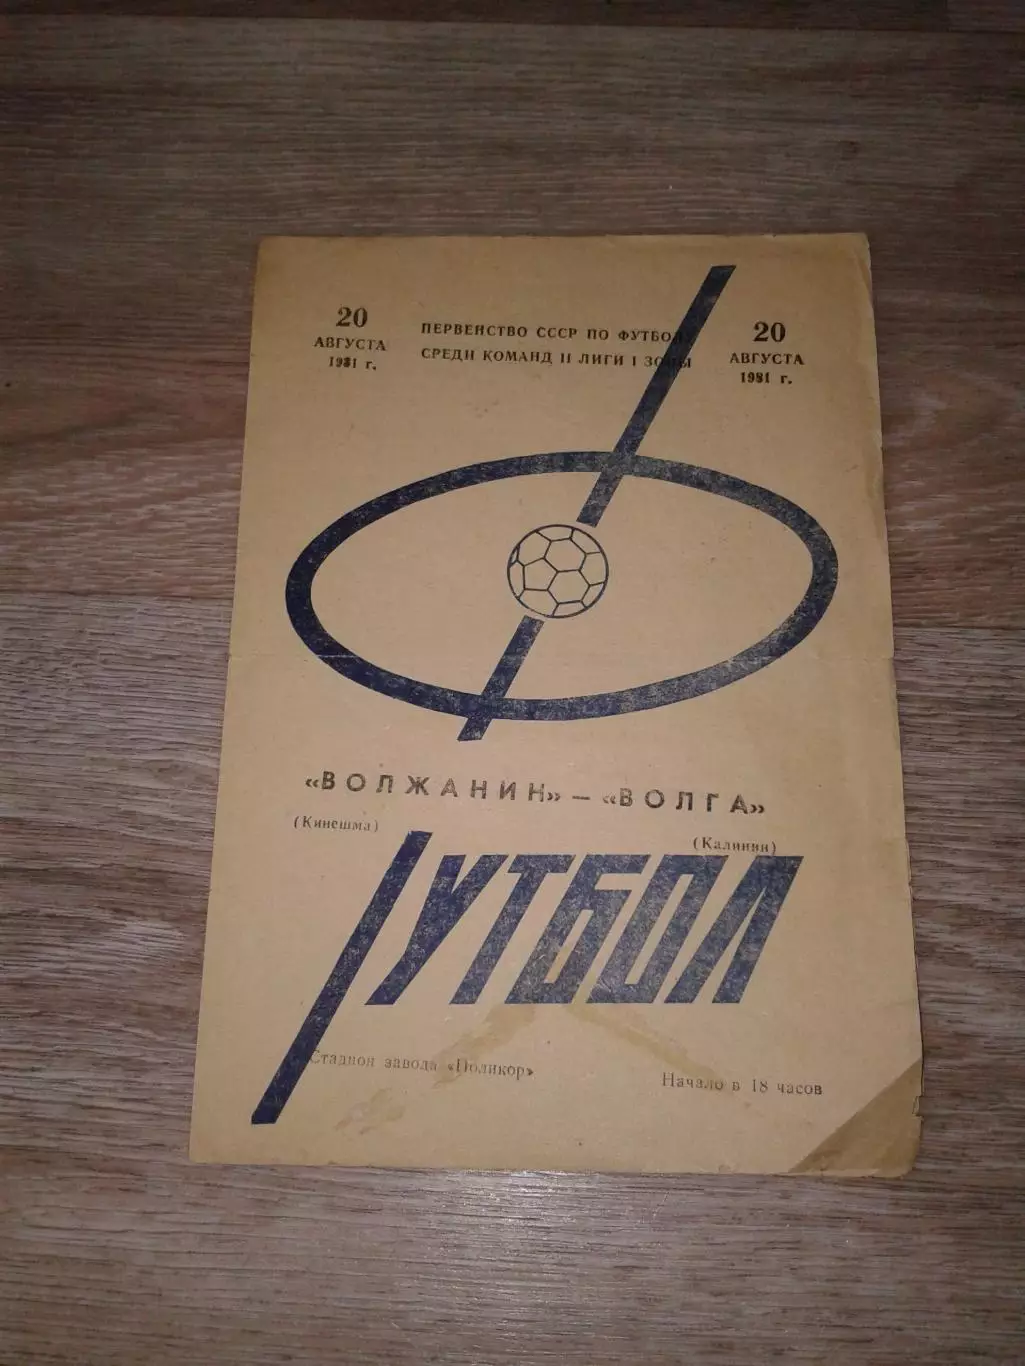 20
АВГУСТА
1981 г.
ПЕРВЕНСТВО СССР ПО ФУТБОЛУ
СРЕДИ КОМАНД II ЛИГИ I ЗОНЫ
20
АВГУСТА
1981 г.
«ВОЛЖАНИН» — «ВОЛГА»
(Кинешма)
(Калинин)
ФУТБОЛ
Стадион завода «Поликор»
Начало в 18 часов